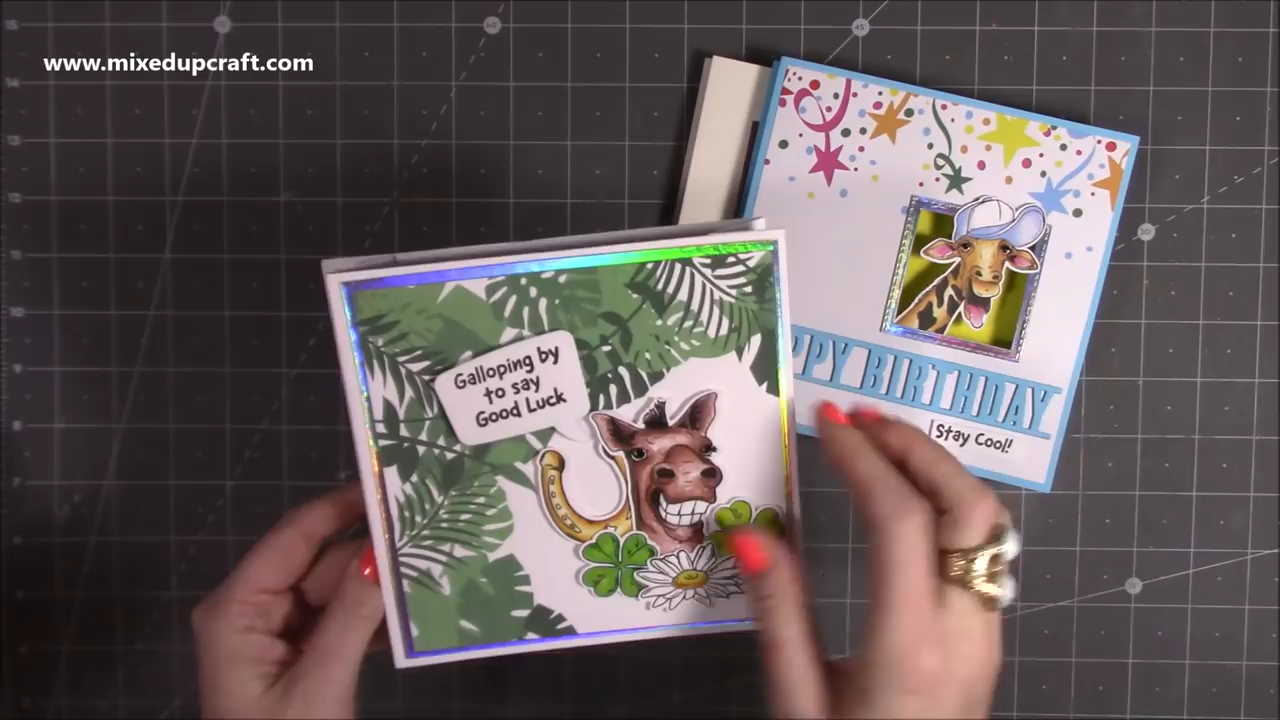 www.mixedupcraft.com
Galloping by
to say
Good Luck
PPY BIRTHDAY
Stay Cool!